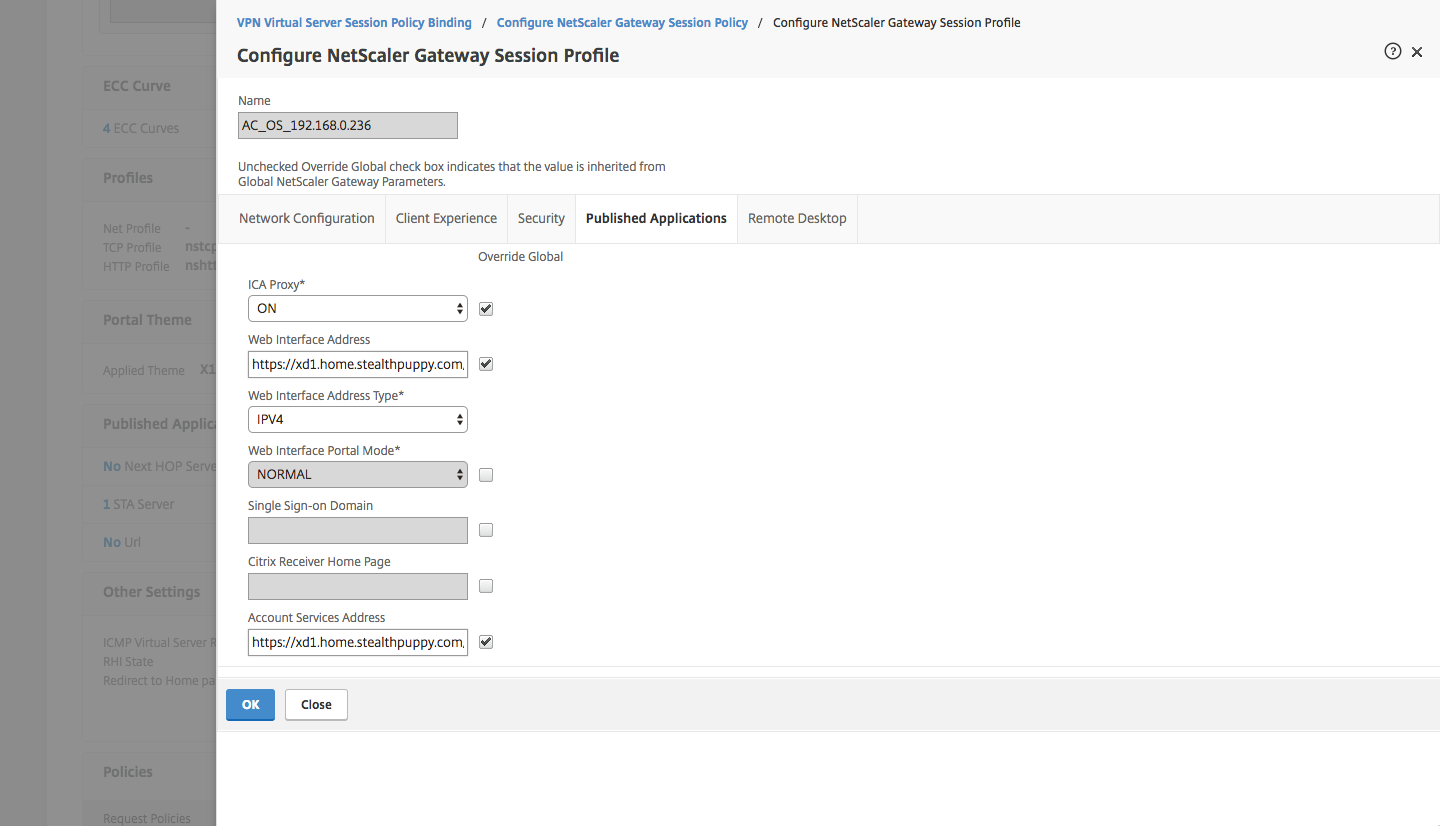 VPN Virtual Server Session Policy Binding / Configure NetScaler Gateway Session Policy / Configure NetScaler Gateway Session Profile
Configure NetScaler Gateway Session Profile
Name
AC_OS_192.168.0.236
Unchecked Override Global check box indicates that the value is inherited from
Global NetScaler Gateway Parameters.
Network Configuration Client Experience Security Published Applications Remote Desktop
Override Global
ICA Proxy*
ON
Web Interface Address
https://xd1.home.stealthpuppy.com,
Web Interface Address Type*
IPV4
Web Interface Portal Mode*
NORMAL
Single Sign-on Domain
Citrix Receiver Home Page
Account Services Address
https://xd1.home.stealthpuppy.com,
OK Close
ECC Curve
4 ECC Curves
Profiles
Net Profile -
TCP Profile nstcp
HTTP Profile nshtt
Portal Theme
Applied Theme X1
Published Applica
No Next HOP Serve
1 STA Server
No Url
Other Settings
ICMP Virtual Server R
RHI State
Redirect to Home pa
Policies
Request Policies